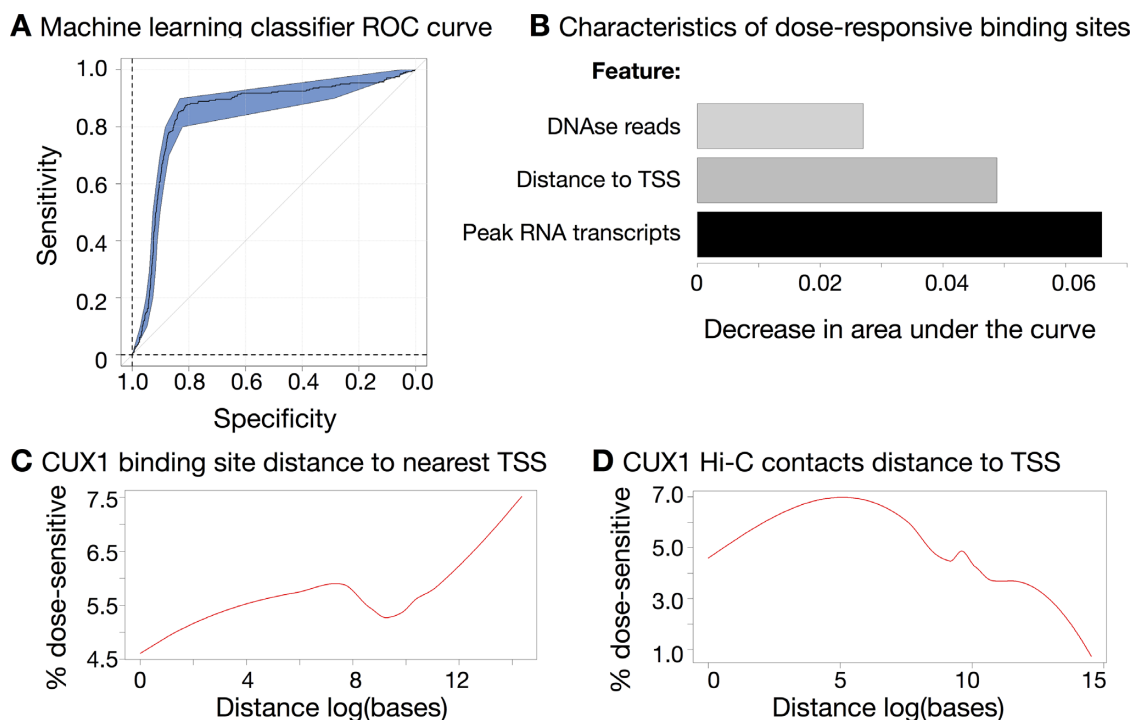 A Machine learning classifier ROC curve
1.0
0.8
0.6
0.4
0.2
0
Sensitivity
1.0 0.8 0.6 0.4 0.2 0.0
Specificity
B Characteristics of dose-responsive binding sites
Feature:
DNAse reads
Distance to TSS
Peak RNA transcripts
0 0.02 0.04 0.06
Decrease in area under the curve
C CUX1 binding site distance to nearest TSS
% dose-sensitive
7.5
6.5
5.5
4.5
0 4 8 12
Distance log(bases)
D CUX1 Hi-C contacts distance to TSS
% dose-sensitive
7.0
5.0
3.0
1.0
0 5 10 15
Distance log(bases)